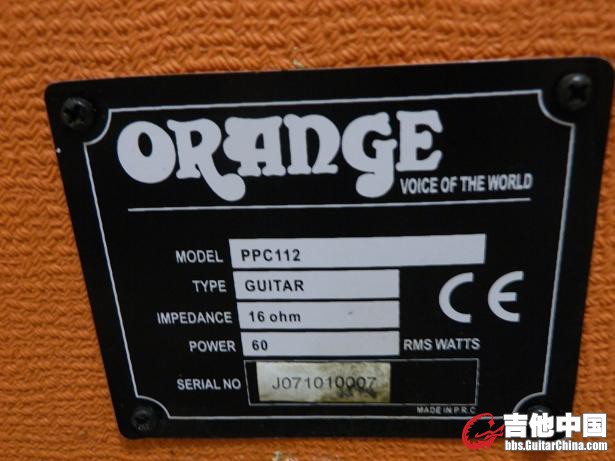 ORANGE
VOICE OF THE WORLD
MODEL PPC112
TYPE GUITAR
IMPEDANCE 16 ohm
POWER 60 RMS WATTS
CE
SERIAL NO J071010007
MADE IN P.R.C
吉他中国
bbs.GuitarChina.com